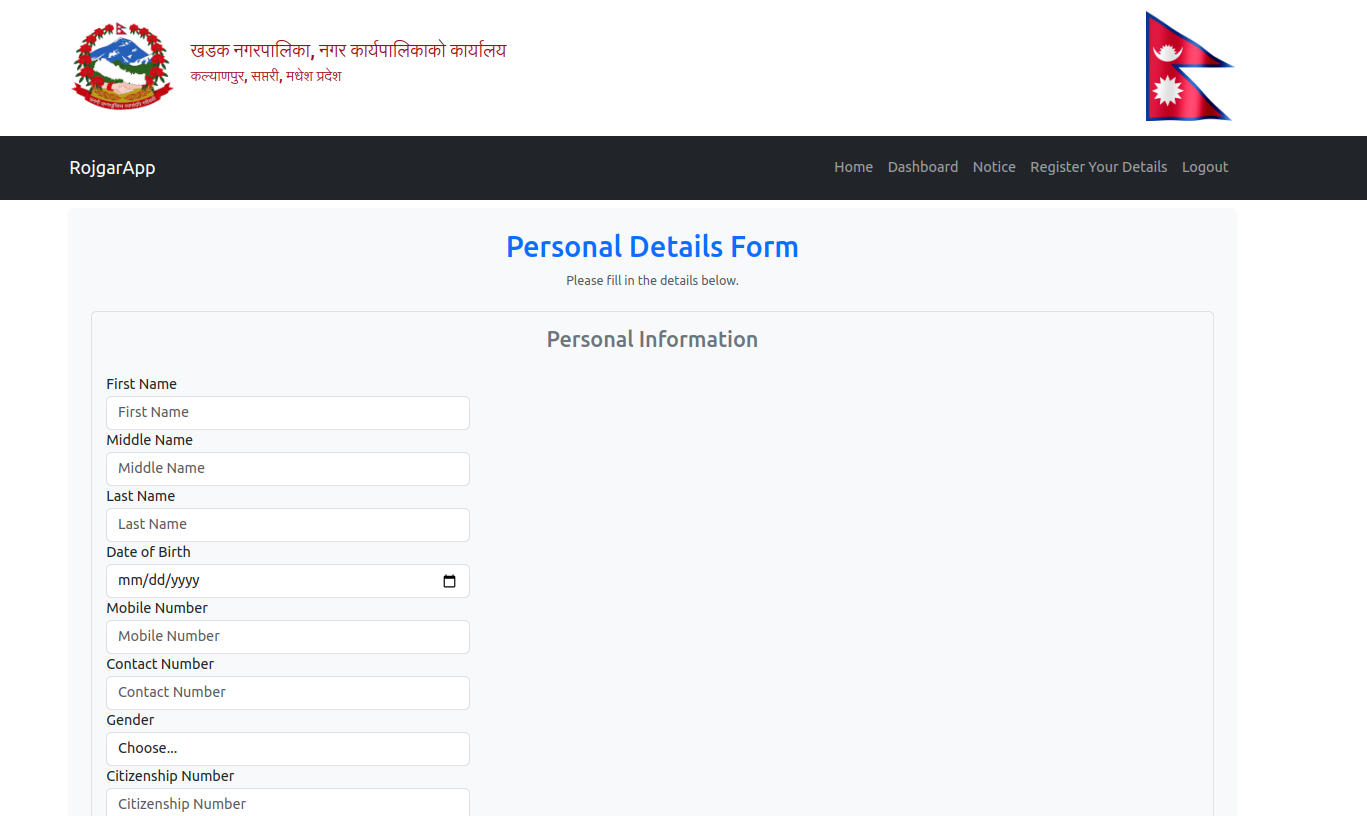 खडक नगरपालिका, नगर कार्यपालिकाको कार्यालय
कल्याणपुर, सप्तरी, मधेश प्रदेश
RojgarApp
Home Dashboard Notice Register Your Details Logout
Personal Details Form
Please fill in the details below.
Personal Information
First Name
First Name
Middle Name
Middle Name
Last Name
Last Name
Date of Birth
mm/dd/yyyy
Mobile Number
Mobile Number
Contact Number
Contact Number
Gender
Choose...
Citizenship Number
Citizenship Number